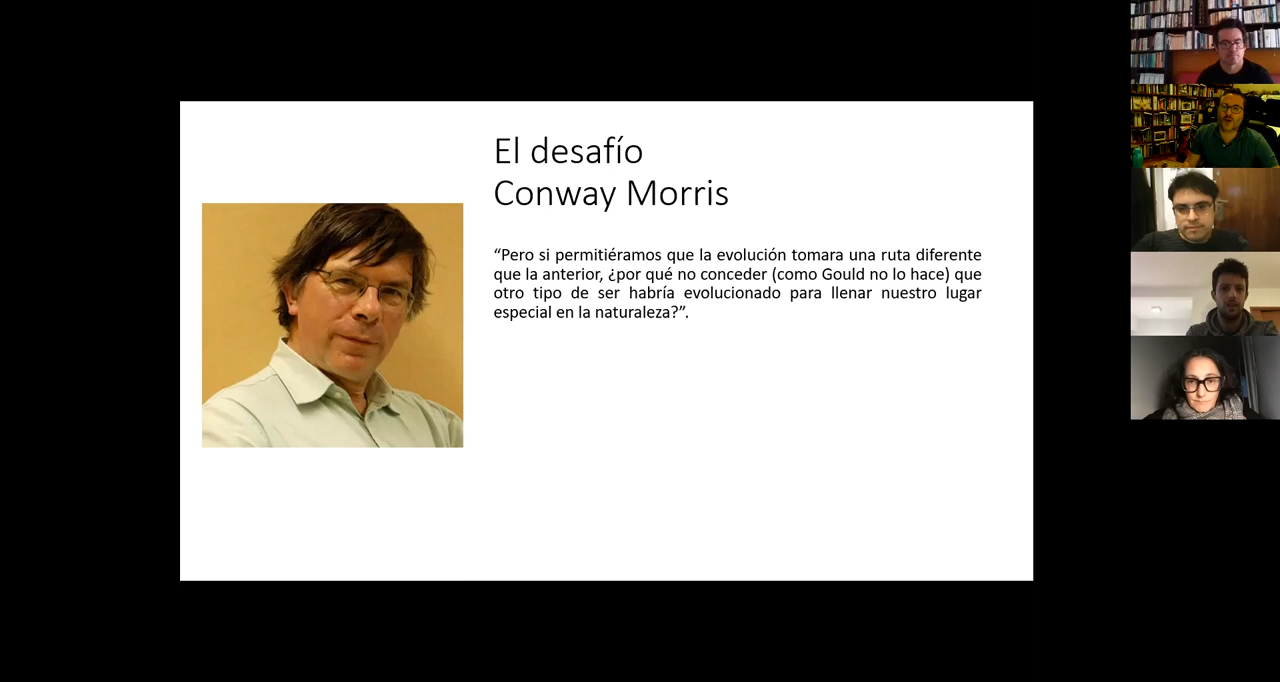 El desafío
Conway Morris
“Pero si permitiéramos que la evolución tomara una ruta diferente
que la anterior, ¿por qué no conceder (como Gould no lo hace) que
otro tipo de ser habría evolucionado para llenar nuestro lugar
especial en la naturaleza?”.